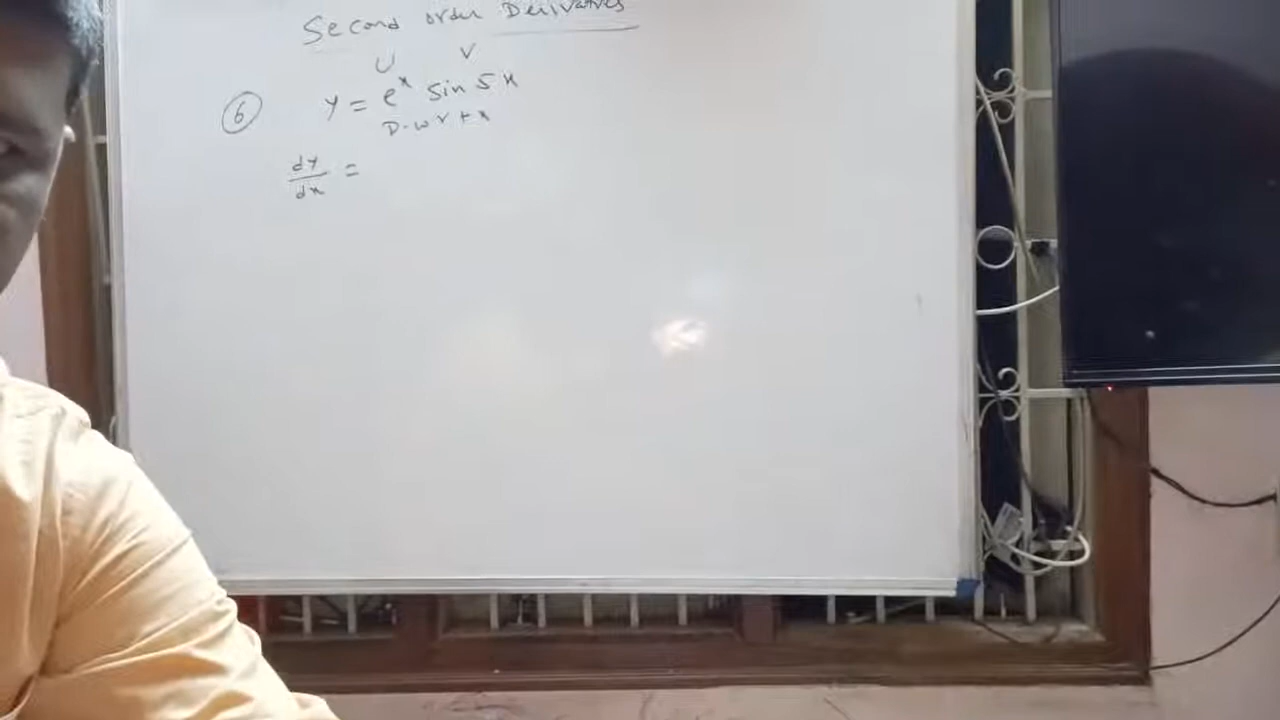 Second order Derivatives
U V
6 y = e^x sin 5x
D.w.r.t x
dy/dx =